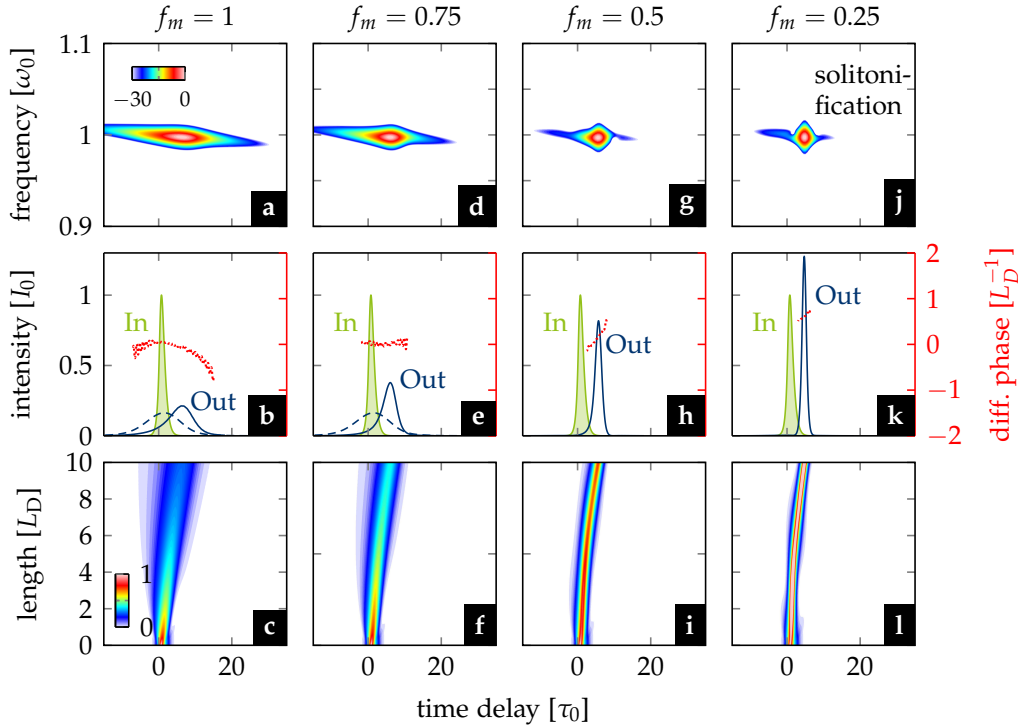 f_m = 1 f_m = 0.75 f_m = 0.5 f_m = 0.25
frequency [ω_0]
1.1
1
0.9
−30 0
a
d
g
solitoni-
fication
j
intensity [I_0]
1
0.5
0
In
Out
b
e
In
Out
h
In
Out
k
In
Out
2
1
0
−1
−2
diff. phase [L_D^{-1}]
length [L_D]
10
8
6
4
2
0
1
0
c
f
i
l
0 20 0 20 0 20 0 20
time delay [τ_0]